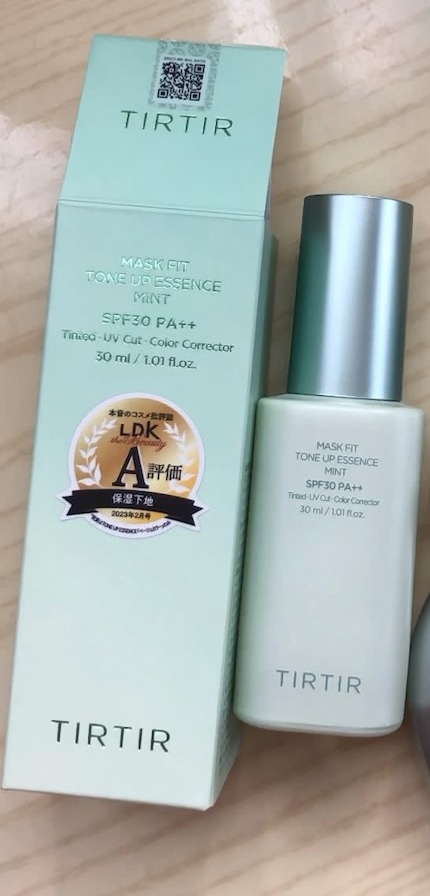 TIRTIR
MASK FIT
TONE UP ESSENCE
MINT
SPF30 PA++
Tinted · UV Cut · Color Corrector
30 ml / 1.01 fl.oz.
本音のコスメ批評誌
LDK
the Beauty
A評価
保湿下地
2023年2月号
TIRTIR
MASK FIT
TONE UP ESSENCE
MINT
SPF30 PA++
Tinted · UV Cut · Color Corrector
30 ml / 1.01 fl.oz.
TIRTIR